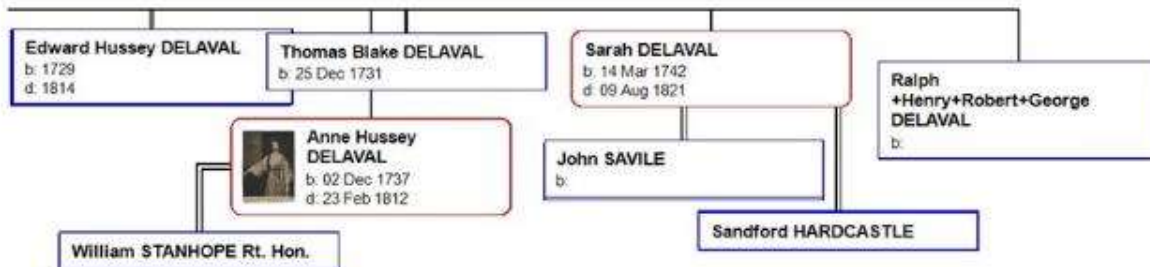 Edward Hussey DELAVAL
b: 1729
d: 1814
Thomas Blake DELAVAL
b: 25 Dec 1731
Sarah DELAVAL
b: 14 Mar 1742
d: 09 Aug 1821
Ralph
+Henry+Robert+George
DELAVAL
b:
Anne Hussey
DELAVAL
b: 02 Dec 1737
d: 23 Feb 1812
John SAVILE
b:
William STANHOPE Rt. Hon.
Sandford HARDCASTLE